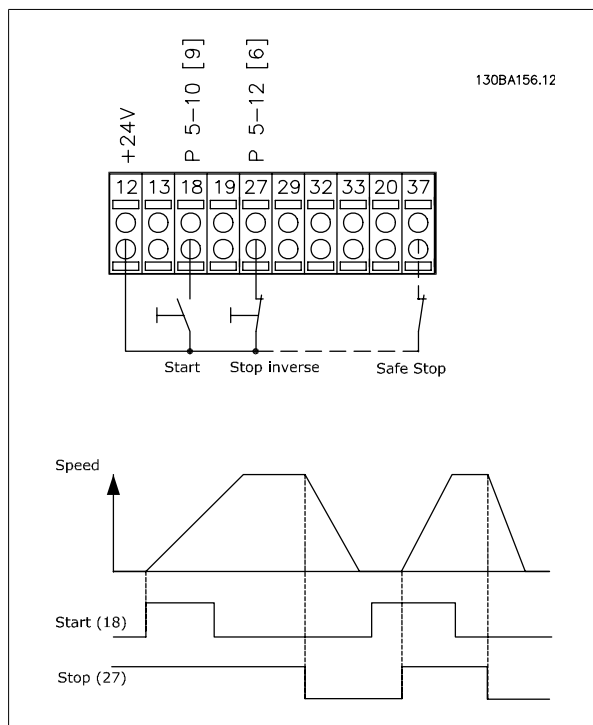 130BA156.12
+24V
P 5-10 [9]
P 5-12 [6]
12 13 18 19 27 29 32 33 20 37
Start Stop inverse Safe Stop
Speed
Start (18)
Stop (27)